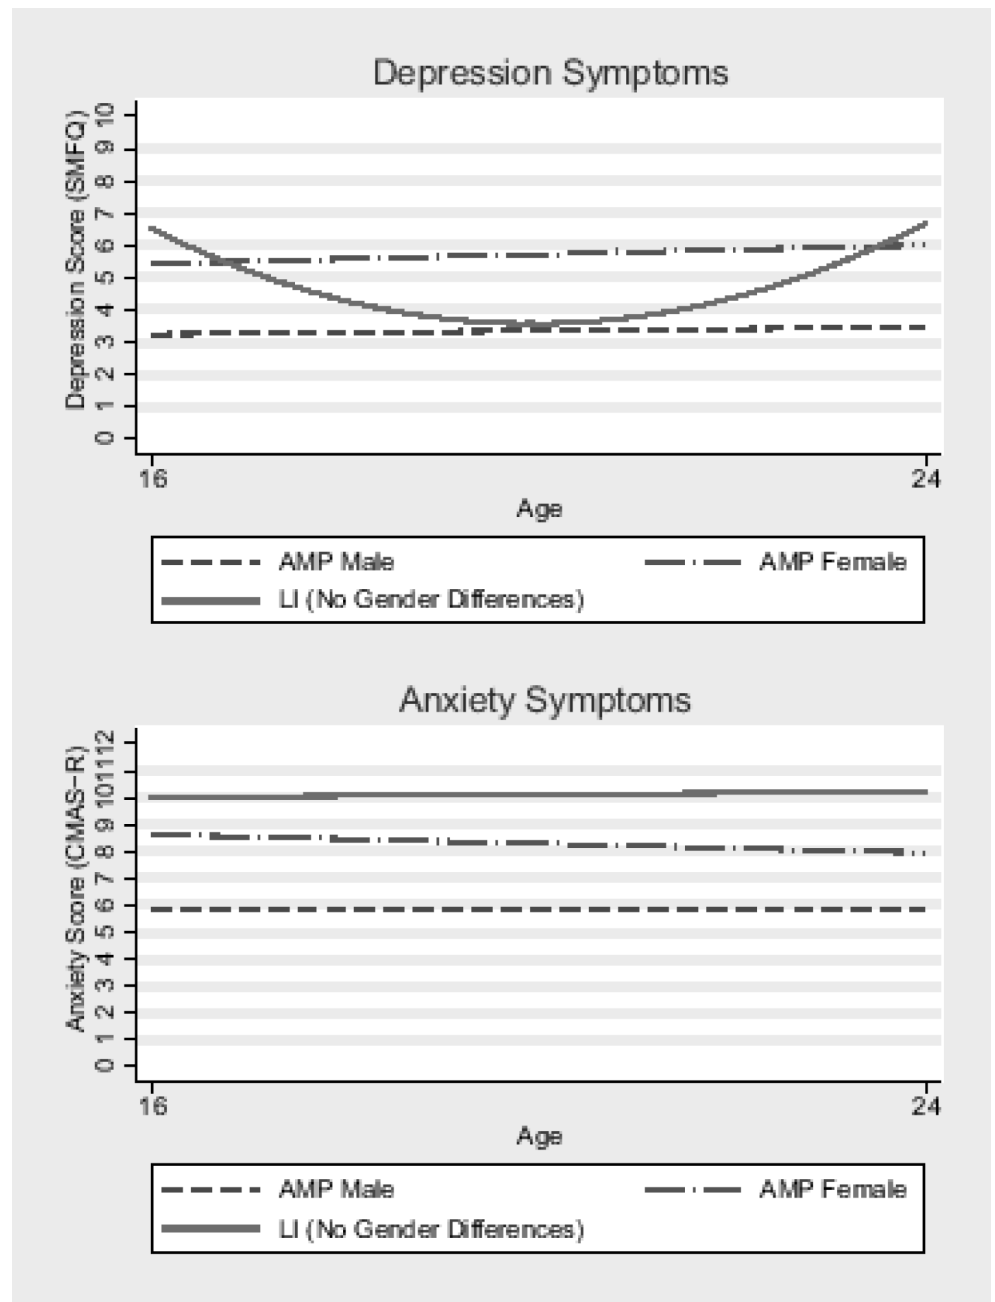 Depression Symptoms
Depression Score (SMFQ)
10
9
8
7
6
5
4
3
2
1
0
16 24
Age
AMP Male AMP Female
LI (No Gender Differences)
Anxiety Symptoms
Anxiety Score (CMAS-R)
12
11
10
9
8
7
6
5
4
3
2
1
0
16 24
Age
AMP Male AMP Female
LI (No Gender Differences)